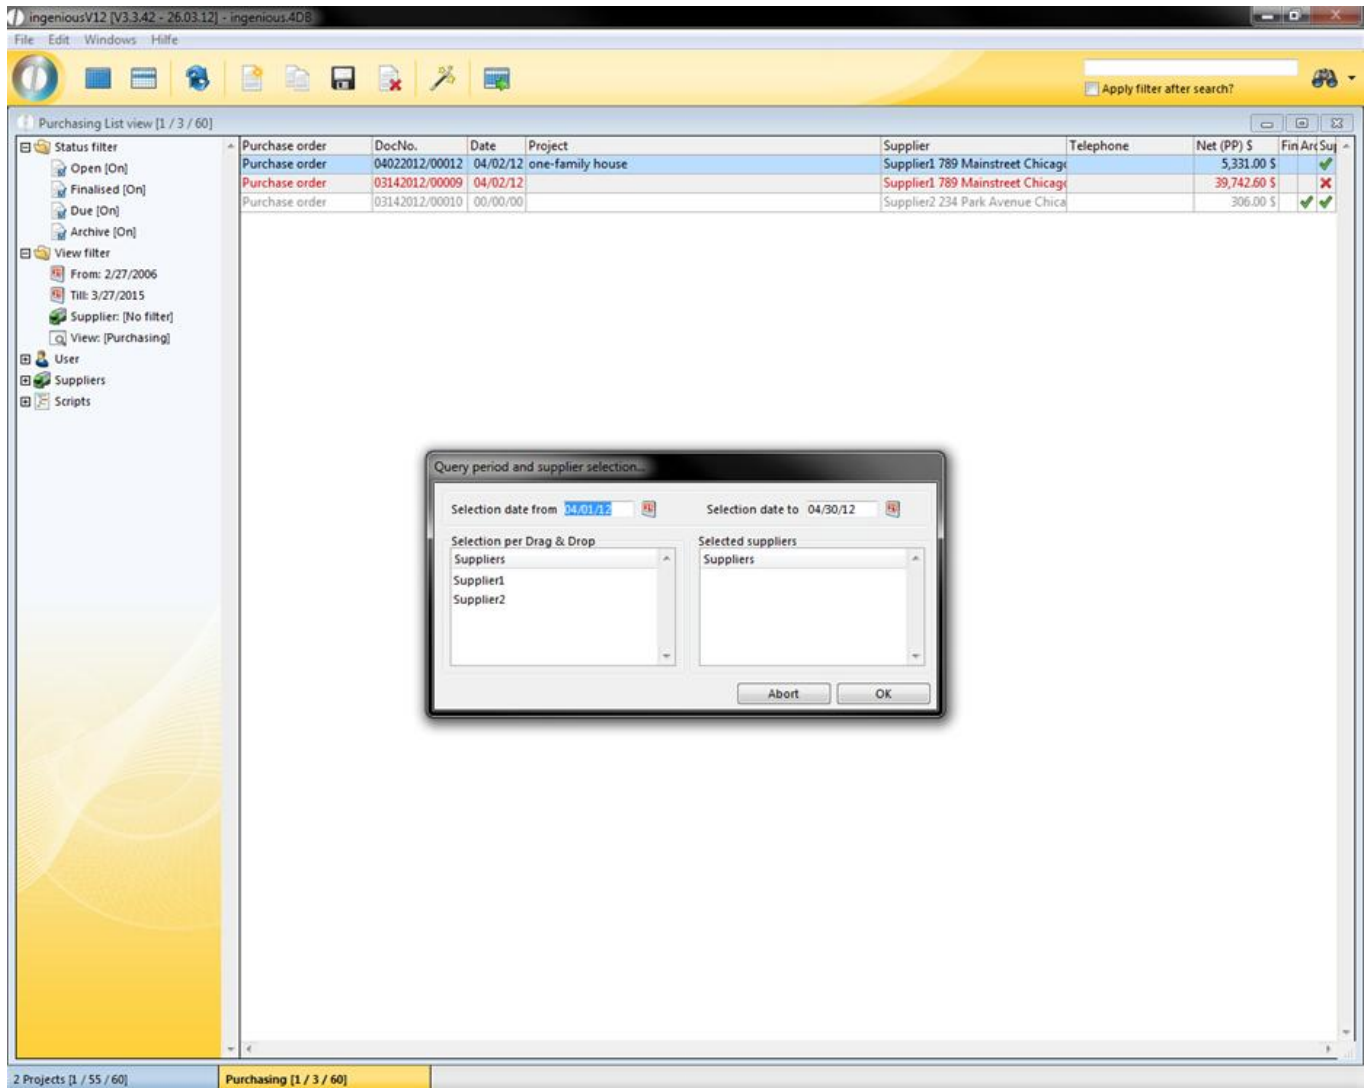 ingeniousV12 [V3.3.42 - 26.03.12] - ingenious.4DB
File Edit Windows Hilfe
Apply filter after search?
Purchasing List view [1 / 3 / 60]
Status filter
Open [On]
Finalised [On]
Due [On]
Archive [On]
View filter
From: 2/27/2006
Till: 3/27/2015
Supplier: [No filter]
View: [Purchasing]
User
Suppliers
Scripts
Purchase order DocNo. Date Project Supplier Telephone Net (PP) $ Fin Arc Sup
Purchase order 04022012/00012 04/02/12 one-family house Supplier1 789 Mainstreet Chicago 5,331.00 $
Purchase order 03142012/00009 04/02/12 Supplier1 789 Mainstreet Chicago 39,742.60 $
Purchase order 03142012/00010 00/00/00 Supplier2 234 Park Avenue Chica 306.00 $
Query period and supplier selection...
Selection date from 04/01/12 Selection date to 04/30/12
Selection per Drag & Drop Selected suppliers
Suppliers Suppliers
Supplier1
Supplier2
Abort OK
2 Projects [1 / 55 / 60] Purchasing [1 / 3 / 60]